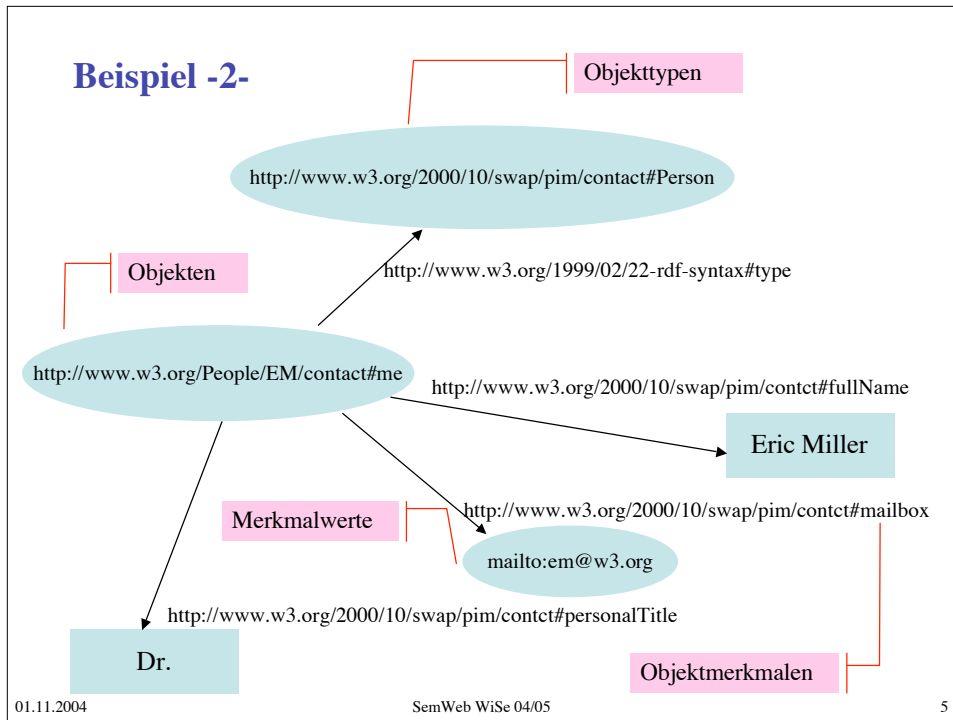 Beispiel -2-
Objekttypen
http://www.w3.org/2000/10/swap/pim/contact#Person
Objekten
http://www.w3.org/1999/02/22-rdf-syntax#type
http://www.w3.org/People/EM/contact#me
http://www.w3.org/2000/10/swap/pim/contct#fullName
Eric Miller
Merkmalwerte
http://www.w3.org/2000/10/swap/pim/contct#mailbox
mailto:em@w3.org
http://www.w3.org/2000/10/swap/pim/contct#personalTitle
Dr.
Objektmerkmalen
01.11.2004
SemWeb WiSe 04/05
5